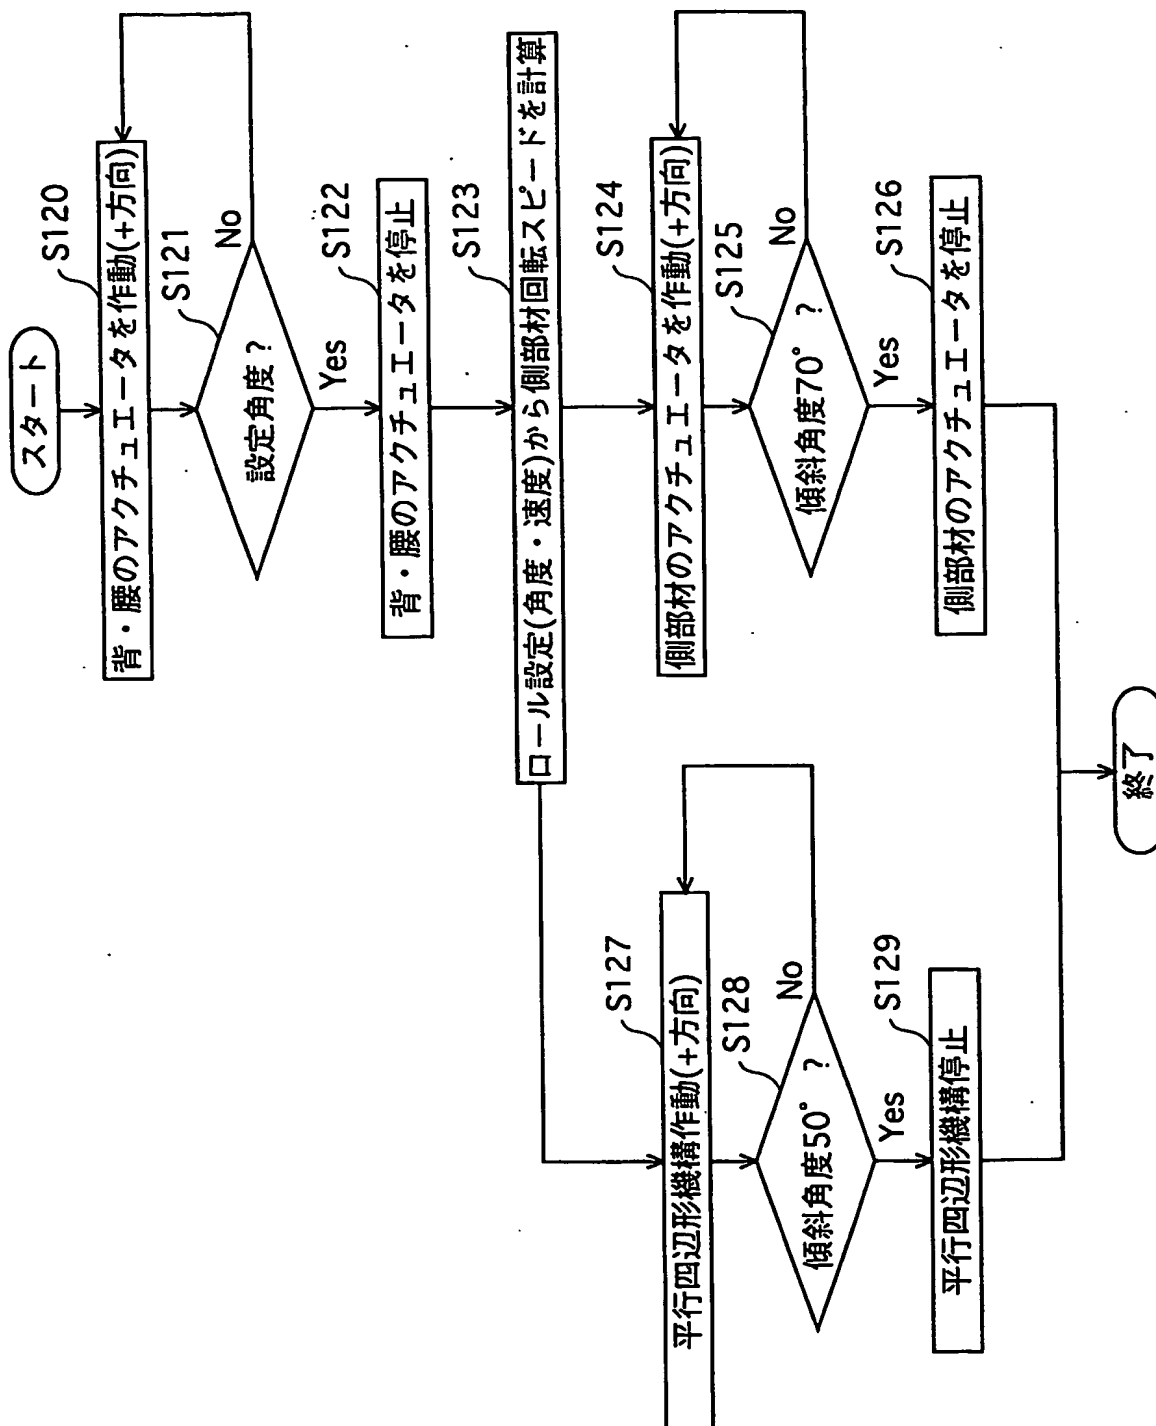 スタート
S120
背・腰のアクチュエータを作動(+方向)
S121
設定角度?
No
Yes
S122
背・腰のアクチュエータを停止
S123
ロール設定(角度・速度)から側部材回転スピードを計算
S124
側部材のアクチュエータを作動(+方向)
S125
傾斜角度70° ?
No
Yes
S126
側部材のアクチュエータを停止
S127
平行四辺形機構作動(+方向)
S128
傾斜角度50° ?
No
Yes
S129
平行四辺形機構停止
終了